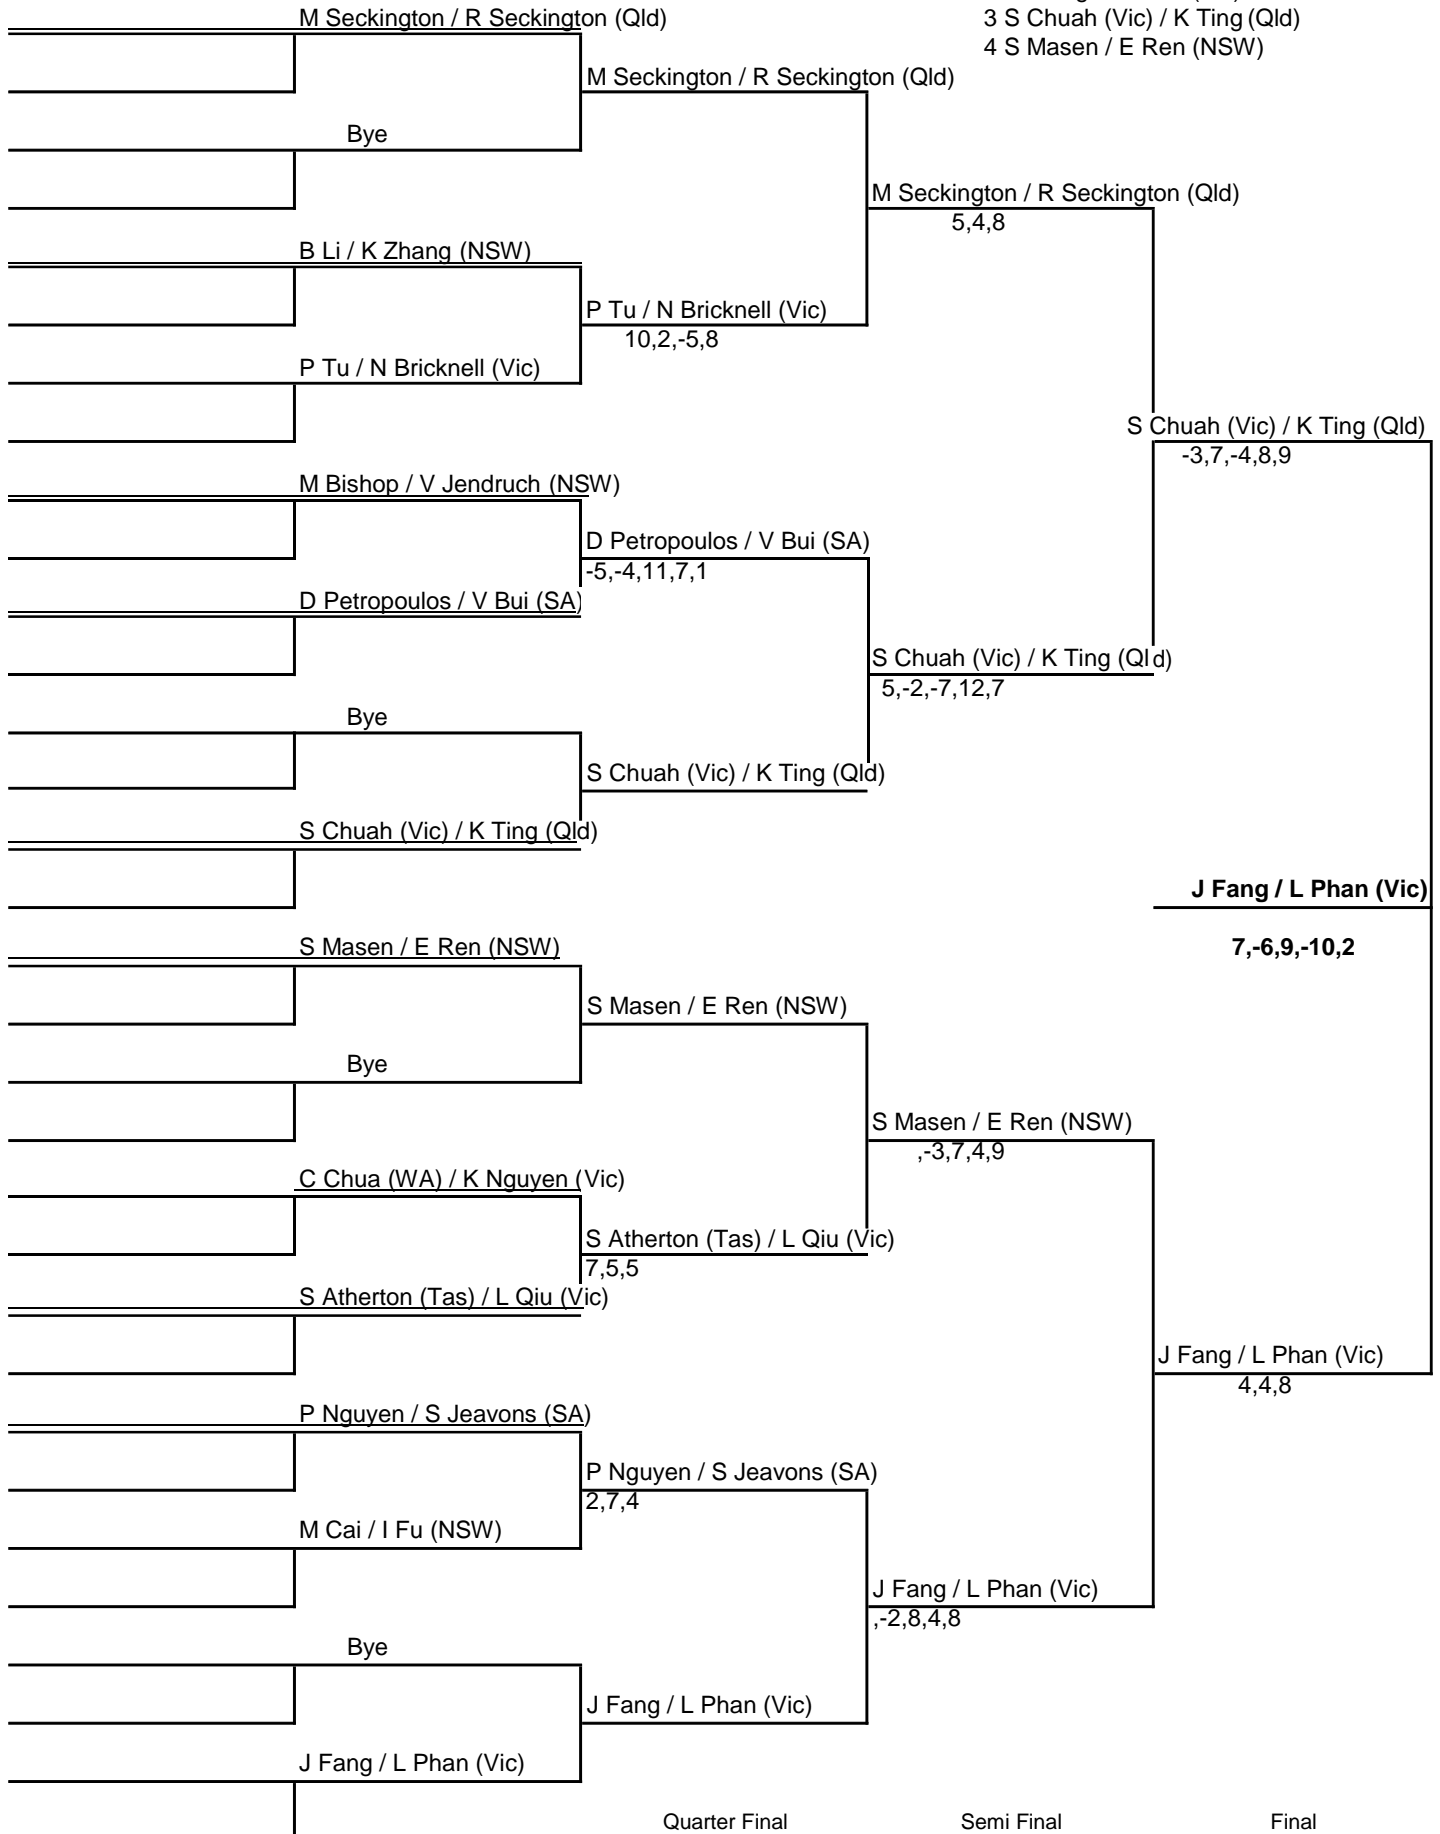 M Seckington / R Seckington (Qld)
3 S Chuah (Vic) / K Ting (Qld)
4 S Masen / E Ren (NSW)
M Seckington / R Seckington (Qld)
Bye
M Seckington / R Seckington (Qld)
5,4,8
B Li / K Zhang (NSW)
P Tu / N Bricknell (Vic)
10,2,-5,8
P Tu / N Bricknell (Vic)
S Chuah (Vic) / K Ting (Qld)
-3,7,-4,8,9
M Bishop / V Jendruch (NSW)
D Petropoulos / V Bui (SA)
-5,-4,11,7,1
D Petropoulos / V Bui (SA)
S Chuah (Vic) / K Ting (Qld)
5,-2,-7,12,7
Bye
S Chuah (Vic) / K Ting (Qld)
S Chuah (Vic) / K Ting (Qld)
J Fang / L Phan (Vic)
7,-6,9,-10,2
S Masen / E Ren (NSW)
S Masen / E Ren (NSW)
Bye
S Masen / E Ren (NSW)
,-3,7,4,9
C Chua (WA) / K Nguyen (Vic)
S Atherton (Tas) / L Qiu (Vic)
7,5,5
S Atherton (Tas) / L Qiu (Vic)
J Fang / L Phan (Vic)
4,4,8
P Nguyen / S Jeavons (SA)
P Nguyen / S Jeavons (SA)
2,7,4
M Cai / I Fu (NSW)
J Fang / L Phan (Vic)
,-2,8,4,8
Bye
J Fang / L Phan (Vic)
J Fang / L Phan (Vic)
Quarter Final
Semi Final
Final